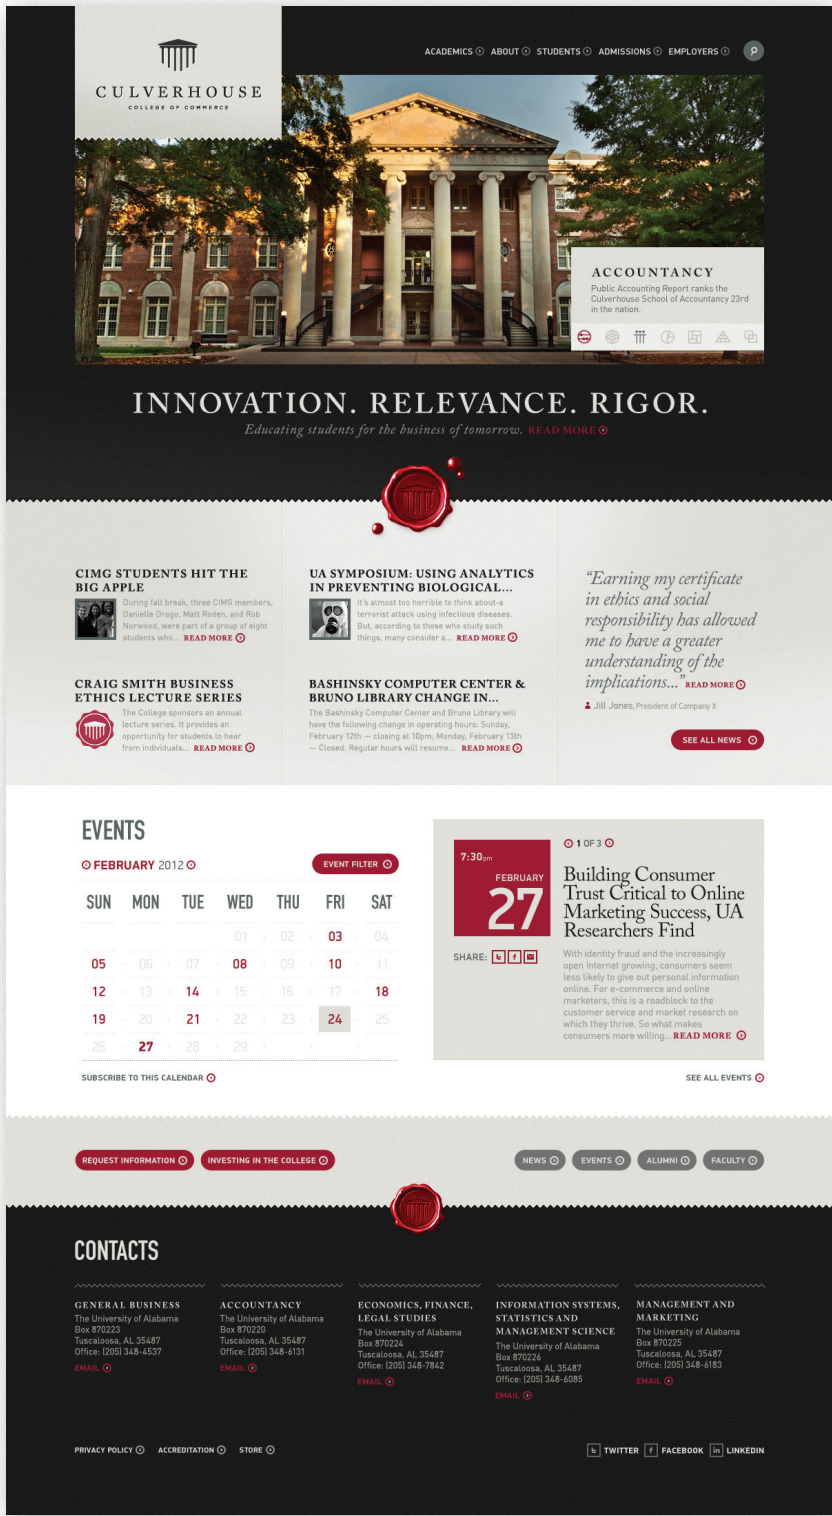 CULVERHOUSE
COLLEGE OF COMMERCE
ACADEMICS ABOUT STUDENTS ADMISSIONS EMPLOYERS
OF COMMERCE
ACCOUNTANCY
Public Accounting Report ranks the
Culverhouse School of Accountancy 23rd
in the nation.
INNOVATION. RELEVANCE. RIGOR.
Educating students for the business of tomorrow. READ MORE
CIMG STUDENTS HIT THE
BIG APPLE
During fall break, three CIMG members,
Danielle Drago, Matt Roden, and Rob
Norwood, were part of a group of eight
students who... READ MORE
CRAIG SMITH BUSINESS
ETHICS LECTURE SERIES
The College sponsors an annual
lecture series. It provides an
opportunity for students to hear
from individuals... READ MORE
UA SYMPOSIUM: USING ANALYTICS
IN PREVENTING BIOLOGICAL...
It's almost too horrible to think about-a
terrorist attack using infectious diseases.
But, according to those who study such
things, many consider a... READ MORE
BASHINSKY COMPUTER CENTER &
BRUNO LIBRARY CHANGE IN...
The Bashinsky Computer Center and Bruno Library will
have the following change in operating hours: Sunday,
February 12th — closing at 10pm; Monday, February 13th
— Closed. Regular hours will resume... READ MORE
“Earning my certificate
in ethics and social
responsibility has allowed
me to have a greater
understanding of the
implications...” READ MORE
Jill Jones, President of Company X
SEE ALL NEWS
EVENTS
FEBRUARY 2012
EVENT FILTER
SUN MON TUE WED THU FRI SAT
01 02 03 04
05 06 07 08 09 10 11
12 13 14 15 16 17 18
19 20 21 22 23 24 25
26 27 28 29
SUBSCRIBE TO THIS CALENDAR
7:30pm
FEBRUARY
27
SHARE:
1 OF 3
Building Consumer
Trust Critical to Online
Marketing Success, UA
Researchers Find
With identity fraud and the increasingly
open Internet growing, consumers seem
less likely to give out personal information
online. For e-commerce and online
marketers, this is a roadblock to the
customer service and market research on
which they thrive. So what makes
consumers more willing... READ MORE
SEE ALL EVENTS
REQUEST INFORMATION INVESTING IN THE COLLEGE NEWS EVENTS ALUMNI FACULTY
CONTACTS
GENERAL BUSINESS
The University of Alabama
Box 870223
Tuscaloosa, AL 35487
Office: (205) 348-4537
EMAIL
ACCOUNTANCY
The University of Alabama
Box 870220
Tuscaloosa, AL 35487
Office: (205) 348-6131
EMAIL
ECONOMICS, FINANCE,
LEGAL STUDIES
The University of Alabama
Box 870224
Tuscaloosa, AL 35487
Office: (205) 348-7842
EMAIL
INFORMATION SYSTEMS,
STATISTICS AND
MANAGEMENT SCIENCE
The University of Alabama
Box 870226
Tuscaloosa, AL 35487
Office: (205) 348-6085
EMAIL
MANAGEMENT AND
MARKETING
The University of Alabama
Box 870225
Tuscaloosa, AL 35487
Office: (205) 348-6183
EMAIL
PRIVACY POLICY ACCREDITATION STORE
t TWITTER f FACEBOOK in LINKEDIN